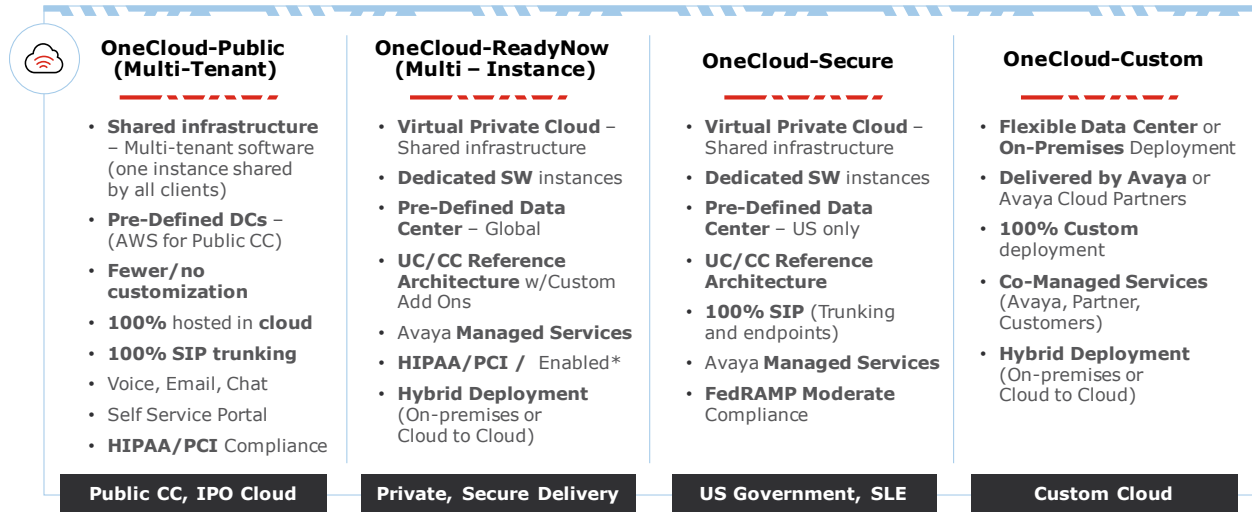 OneCloud-Public
(Multi-Tenant)
• Shared infrastructure
– Multi-tenant software
(one instance shared
by all clients)
• Pre-Defined DCs –
(AWS for Public CC)
• Fewer/no
customization
• 100% hosted in cloud
• 100% SIP trunking
• Voice, Email, Chat
• Self Service Portal
• HIPAA/PCI Compliance
Public CC, IPO Cloud
OneCloud-ReadyNow
(Multi – Instance)
• Virtual Private Cloud –
Shared infrastructure
• Dedicated SW instances
• Pre-Defined Data
Center – Global
• UC/CC Reference
Architecture w/Custom
Add Ons
• Avaya Managed Services
• HIPAA/PCI / Enabled*
• Hybrid Deployment
(On-premises or
Cloud to Cloud)
Private, Secure Delivery
OneCloud-Secure
• Virtual Private Cloud –
Shared infrastructure
• Dedicated SW instances
• Pre-Defined Data
Center – US only
• UC/CC Reference
Architecture
• 100% SIP (Trunking
and endpoints)
• Avaya Managed Services
• FedRAMP Moderate
Compliance
US Government, SLE
OneCloud-Custom
• Flexible Data Center or
On-Premises Deployment
• Delivered by Avaya or
Avaya Cloud Partners
• 100% Custom
deployment
• Co-Managed Services
(Avaya, Partner,
Customers)
• Hybrid Deployment
(On-premises or
Cloud to Cloud)
Custom Cloud